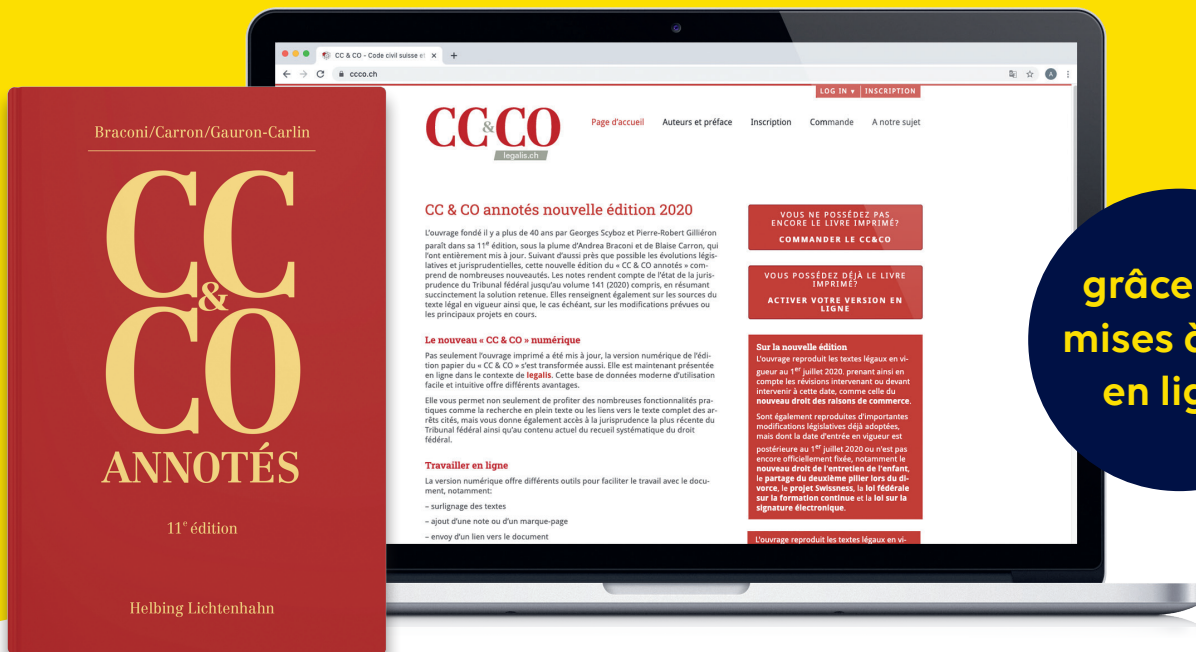 Braconi/Carron/Gauron-Carlin
CC
&
CO
ANNOTÉS
11e édition
Helbing Lichtenhahn
CC & CO - Code civil suisse et
ccco.ch
A
LOG IN ▾ | INSCRIPTION
CC&CO
legalis.ch
Page d'accueil Auteurs et préface Inscription Commande A notre sujet
CC & CO annotés nouvelle édition 2020
L'ouvrage fondé il y a plus de 40 ans par Georges Scyboz et Pierre-Robert Gilliéron
paraît dans sa 11e édition, sous la plume d'Andrea Braconi et de Blaise Carron, qui
l'ont entièrement mis à jour. Suivant d'aussi près que possible les évolutions légis-
latives et jurisprudentielles, cette nouvelle édition du « CC & CO annotés » com-
prend de nombreuses nouveautés. Les notes rendent compte de l'état de la juris-
prudence du Tribunal fédéral jusqu'au volume 141 (2020) compris, en résumant
succinctement la solution retenue. Elles renseignent également sur les sources du
texte légal en vigueur ainsi que, le cas échéant, sur les modifications prévues ou
les principaux projets en cours.
Le nouveau « CC & CO » numérique
Pas seulement l'ouvrage imprimé a été mis à jour, la version numérique de l'édi-
tion papier du « CC & CO » s'est transformée aussi. Elle est maintenant présentée
en ligne dans le contexte de legalis. Cette base de données moderne d'utilisation
facile et intuitive offre différents avantages.
Elle vous permet non seulement de profiter des nombreuses fonctionnalités pra-
tiques comme la recherche en plein texte ou les liens vers le texte complet des ar-
rêts cités, mais vous donne également accès à la jurisprudence la plus récente du
Tribunal fédéral ainsi qu'au contenu actuel du recueil systématique du droit
fédéral.
Travailler en ligne
La version numérique offre différents outils pour faciliter le travail avec le docu-
ment, notamment:
– surlignage des textes
– ajout d'une note ou d'un marque-page
– envoy d'un lien vers le document
VOUS NE POSSÉDEZ PAS
ENCORE LE LIVRE IMPRIMÉ?
COMMANDER LE CC&CO
VOUS POSSÉDEZ DÉJÀ LE LIVRE
IMPRIMÉ?
ACTIVER VOTRE VERSION EN
LIGNE
Sur la nouvelle édition
L'ouvrage reproduit les textes légaux en vi-
gueur au 1er juillet 2020. prenant ainsi en
compte les révisions intervenant ou devant
intervenir à cette date, comme celle du
nouveau droit des raisons de commerce.
Sont également reproduites d'importantes
modifications législatives déjà adoptées,
mais dont la date d'entrée en vigueur est
postérieure au 1er juillet 2020 ou n'est pas
encore officiellement fixée, notamment le
nouveau droit de l'entretien de l'enfant,
le partage du deuxième pilier lors du di-
vorce, le projet Swissness, la loi fédérale
sur la formation continue et la loi sur la
signature électronique.
L'ouvrage reproduit les textes légaux en vi-
grâce
mises à
en lig